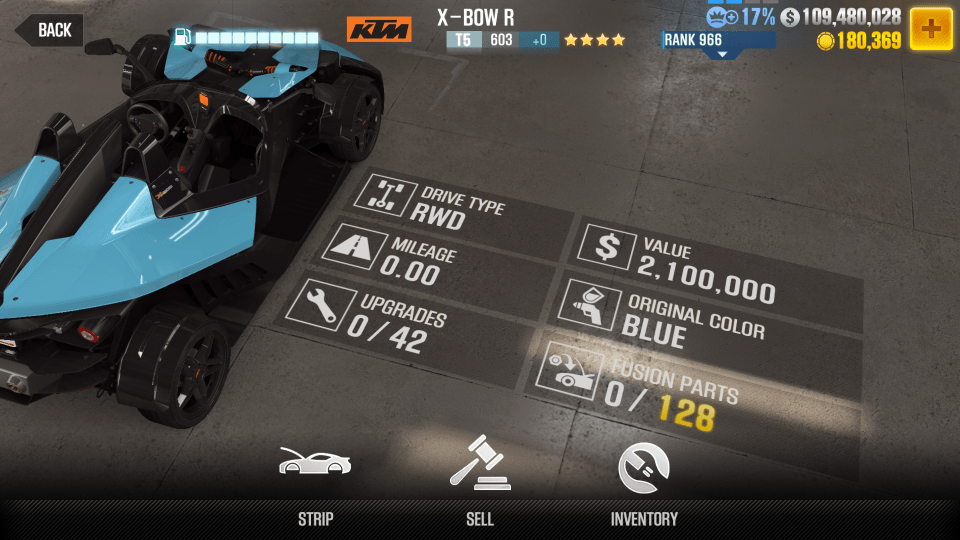 BACK
KTM
X-BOW R
T5 603 +0
17% 109,480,028
RANK 966
180,369
DRIVE TYPE
RWD
MILEAGE
0.00
UPGRADES
0/42
VALUE
2,100,000
ORIGINAL COLOR
BLUE
FUSION PARTS
0/128
STRIP
SELL
INVENTORY